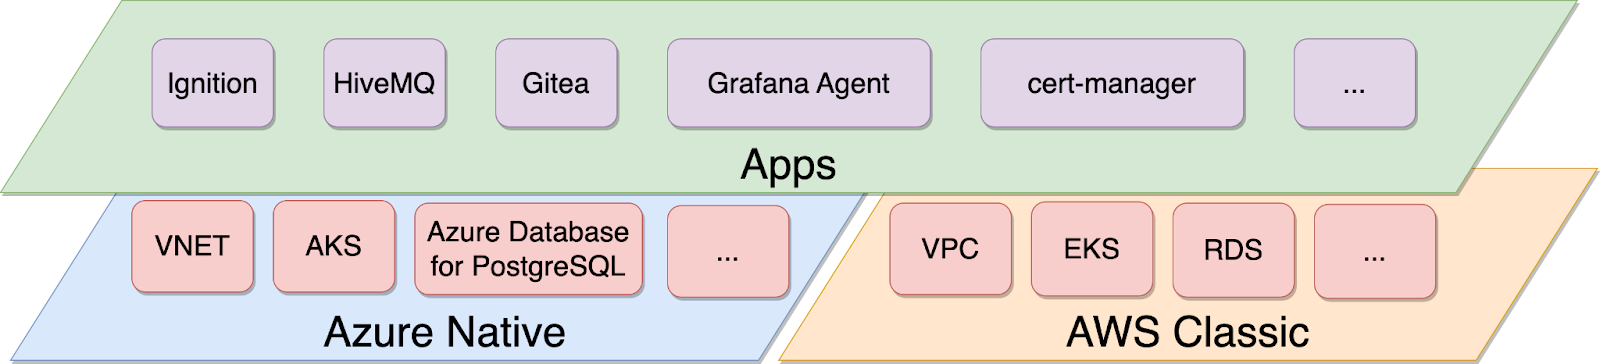 Ignition
HiveMQ
Gitea
Grafana Agent
cert-manager
...
Apps
VNET
AKS
Azure Database
for PostgreSQL
...
Azure Native
VPC
EKS
RDS
...
AWS Classic